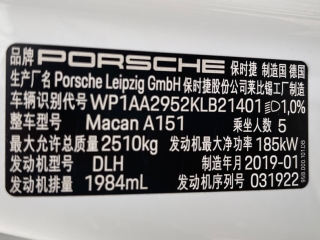 品牌 PORSCHE 保时捷 制造国 德国
生产厂名 Porsche Leipzig GmbH 保时捷股份公司莱比锡工厂制造
车辆识别代号 WP1AA2952KLB21401 1,0%
整车型号 Macan A151 乘坐人数 5
最大允许总质量 2510kg 发动机最大净功率 185kW
发动机型号 DLH 制造年月 2019-01
发动机排量 1984mL 发动机序列号 031922